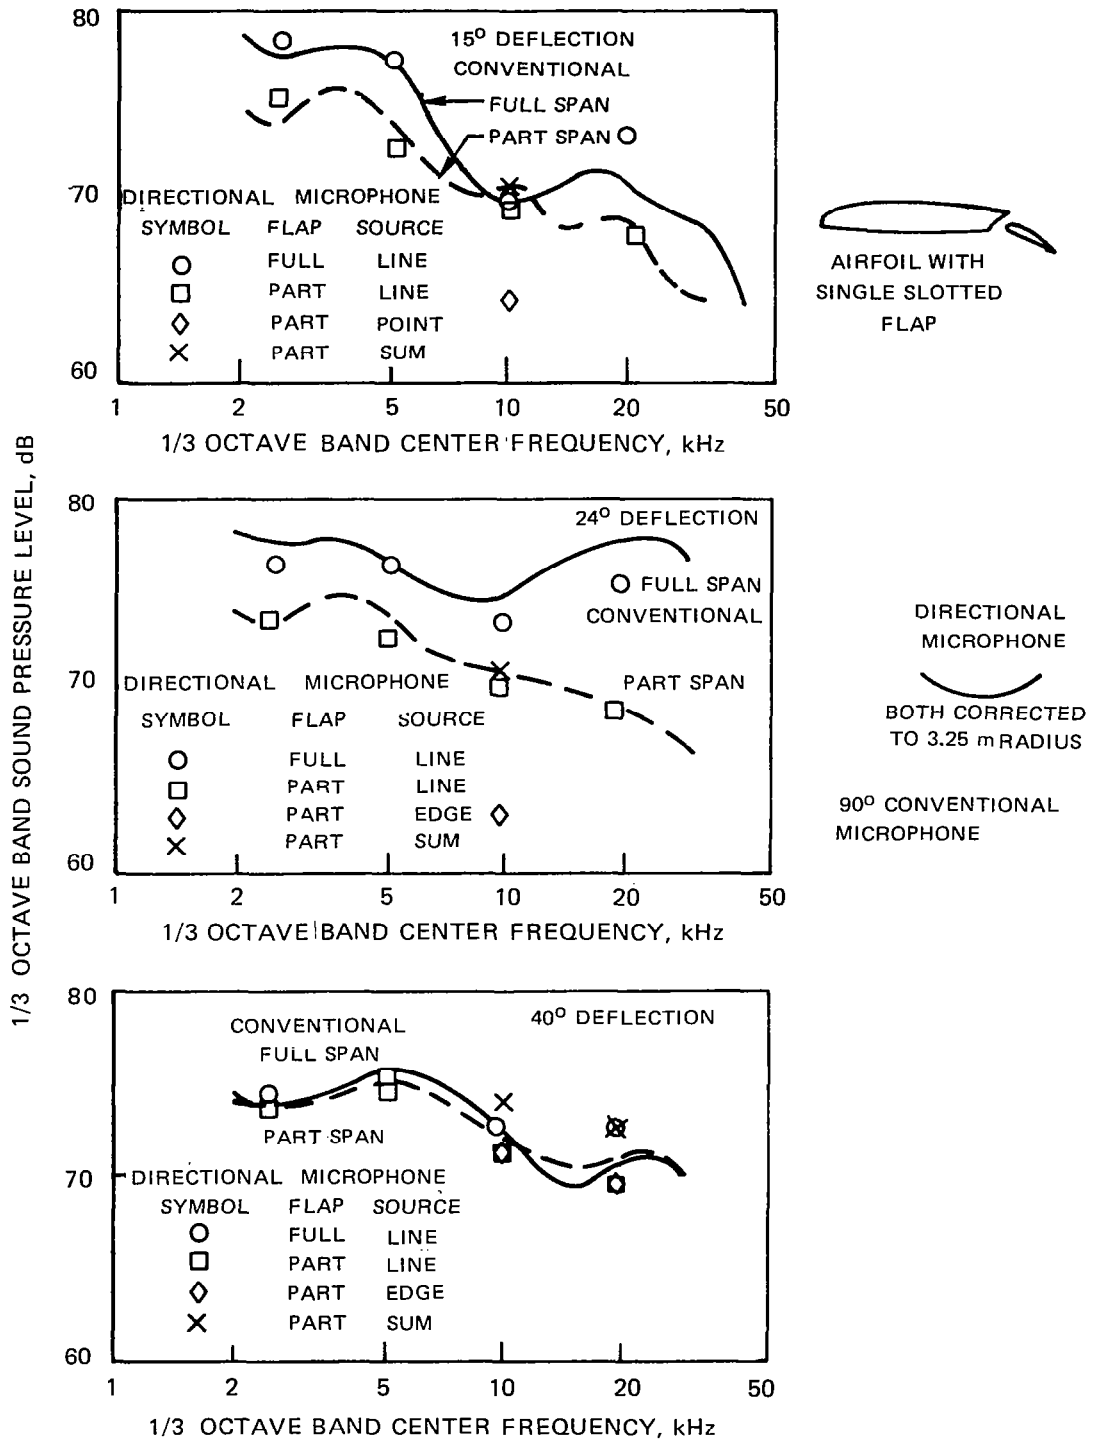 1/3 OCTAVE BAND SOUND PRESSURE LEVEL, dB
80
15° DEFLECTION
CONVENTIONAL
FULL SPAN
PART SPAN
70
DIRECTIONAL MICROPHONE
SYMBOL FLAP SOURCE
FULL LINE
PART LINE
PART POINT
PART SUM
60
1 2 5 10 20 50
1/3 OCTAVE BAND CENTER FREQUENCY, kHz
AIRFOIL WITH
SINGLE SLOTTED
FLAP
80
24° DEFLECTION
FULL SPAN
CONVENTIONAL
70
PART SPAN
DIRECTIONAL MICROPHONE
SYMBOL FLAP SOURCE
FULL LINE
PART LINE
PART EDGE
PART SUM
60
1 2 5 10 20 50
1/3 OCTAVE BAND CENTER FREQUENCY, kHz
DIRECTIONAL
MICROPHONE
BOTH CORRECTED
TO 3.25 m RADIUS
90° CONVENTIONAL
MICROPHONE
80
40° DEFLECTION
CONVENTIONAL
FULL SPAN
PART SPAN
70
DIRECTIONAL MICROPHONE
SYMBOL FLAP SOURCE
FULL LINE
PART LINE
PART EDGE
PART SUM
60
1 2 5 10 20 50
1/3 OCTAVE BAND CENTER FREQUENCY, kHz